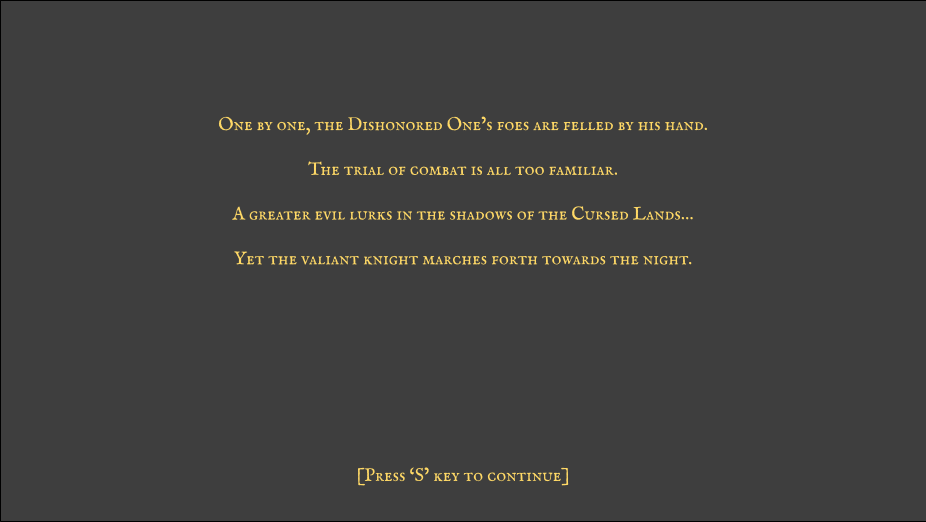 One by one, the Dishonored One's foes are felled by his hand.
The trial of combat is all too familiar.
A greater evil lurks in the shadows of the Cursed Lands...
Yet the valiant knight marches forth towards the night.
[Press ‘S’ key to continue]